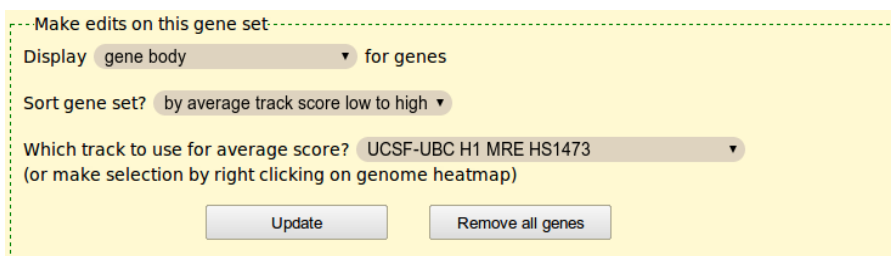 Make edits on this gene set
Display gene body for genes
Sort gene set? by average track score low to high
Which track to use for average score? UCSF-UBC H1 MRE HS1473
(or make selection by right clicking on genome heatmap)
Update Remove all genes